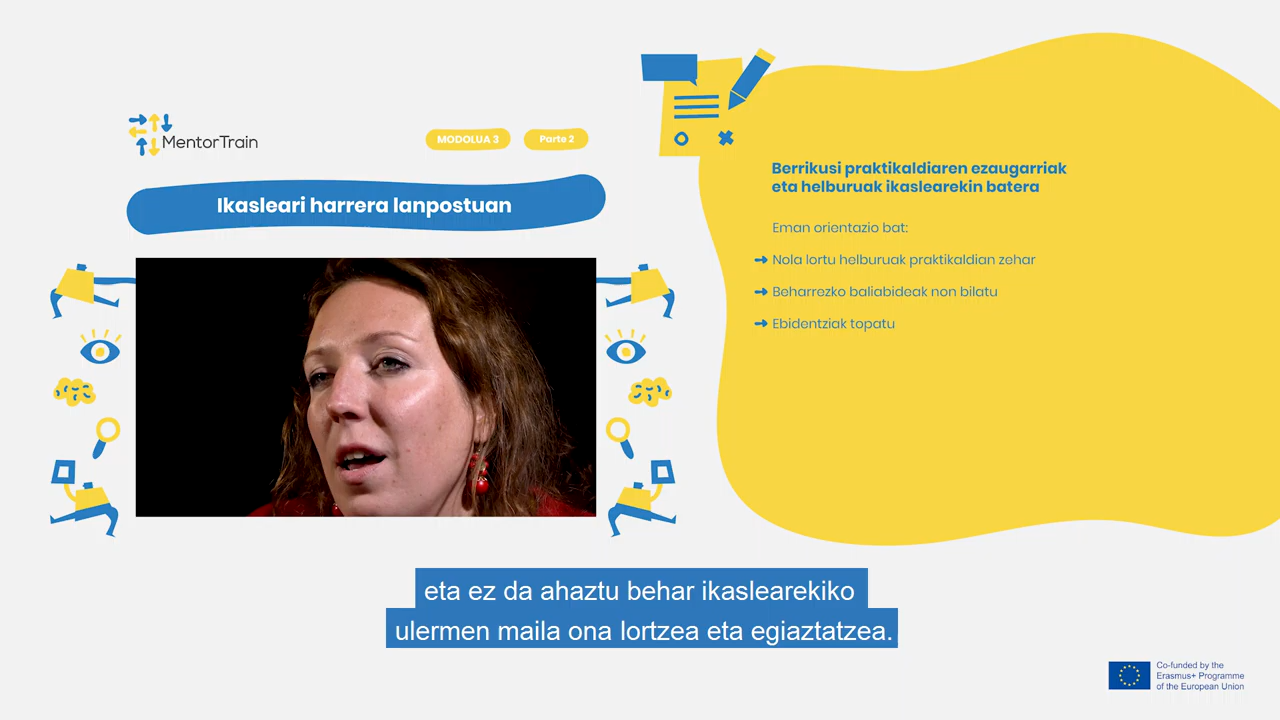 MentorTrain
MODOLUA 3
Parte 2
Ikasleari harrera lanpostuan
Berrikusi praktikaldiaren ezaugarriak
eta helburuak ikaslearekin batera
Eman orientazio bat:
Nola lortu helburuak praktikaldian zehar
Beharrezko baliabideak non bilatu
Ebidentziak topatu
eta ez da ahaztu behar ikaslearekiko
ulermen maila ona lortzea eta egiaztatzea.
Co-funded by the
Erasmus+ Programme
of the European Union